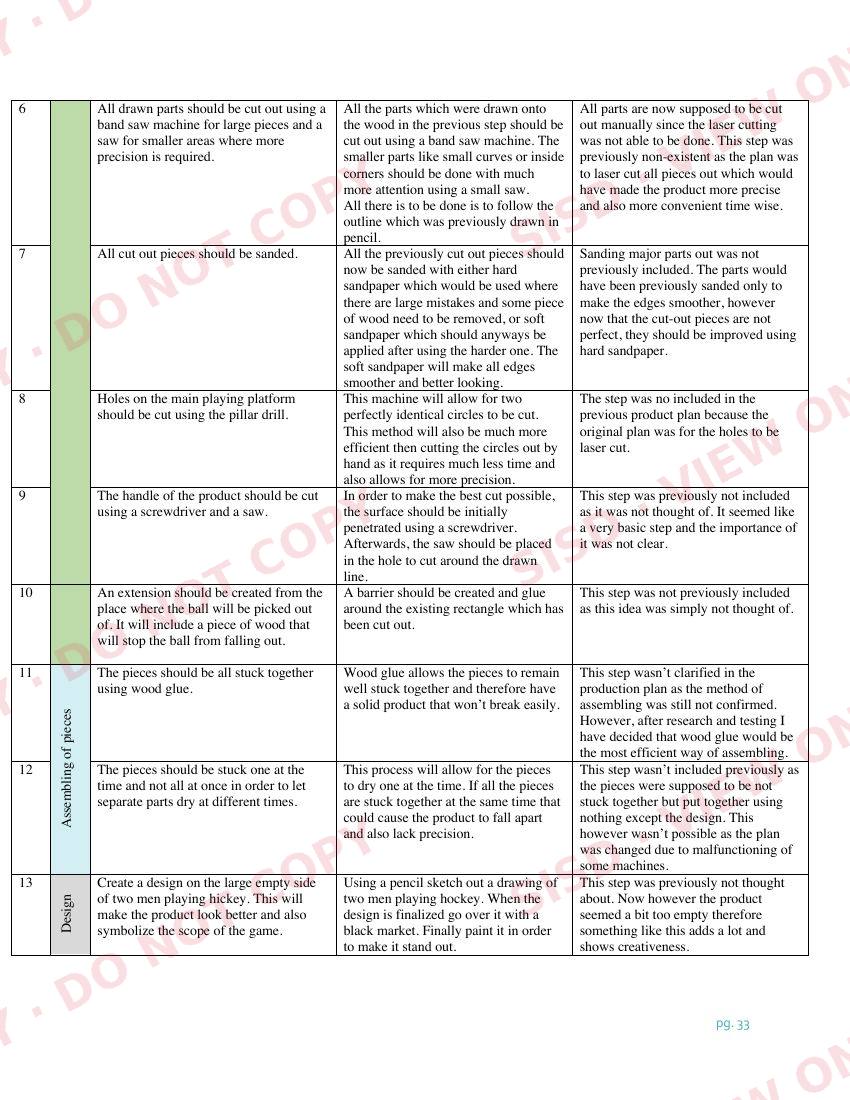 6
All drawn parts should be cut out using a
band saw machine for large pieces and a
saw for smaller areas where more
precision is required.
All the parts which were drawn onto
the wood in the previous step should be
cut out using a band saw machine. The
smaller parts like small curves or inside
corners should be done with much
more attention using a small saw.
All there is to be done is to follow the
outline which was previously drawn in
pencil.
All parts are now supposed to be cut
out manually since the laser cutting
was not able to be done. This step was
previously non-existent as the plan was
to laser cut all pieces out which would
have made the product more precise
and also more convenient time wise.
7
All cut out pieces should be sanded.
All the previously cut out pieces should
now be sanded with either hard
sandpaper which would be used where
there are large mistakes and some piece
of wood need to be removed, or soft
sandpaper which should anyways be
applied after using the harder one. The
soft sandpaper will make all edges
smoother and better looking.
Sanding major parts out was not
previously included. The parts would
have been previously sanded only to
make the edges smoother, however
now that the cut-out pieces are not
perfect, they should be improved using
hard sandpaper.
8
Holes on the main playing platform
should be cut using the pillar drill.
This machine will allow for two
perfectly identical circles to be cut.
This method will also be much more
efficient then cutting the circles out by
hand as it requires much less time and
also allows for more precision.
The step was no included in the
previous product plan because the
original plan was for the holes to be
laser cut.
9
The handle of the product should be cut
using a screwdriver and a saw.
In order to make the best cut possible,
the surface should be initially
penetrated using a screwdriver.
Afterwards, the saw should be placed
in the hole to cut around the drawn
line.
This step was previously not included
as it was not thought of. It seemed like
a very basic step and the importance of
it was not clear.
10
An extension should be created from the
place where the ball will be picked out
of. It will include a piece of wood that
will stop the ball from falling out.
A barrier should be created and glue
around the existing rectangle which has
been cut out.
This step was not previously included
as this idea was simply not thought of.
11
Assembling of pieces
The pieces should be all stuck together
using wood glue.
Wood glue allows the pieces to remain
well stuck together and therefore have
a solid product that won't break easily.
This step wasn't clarified in the
production plan as the method of
assembling was still not confirmed.
However, after research and testing I
have decided that wood glue would be
the most efficient way of assembling.
12
The pieces should be stuck one at the
time and not all at once in order to let
separate parts dry at different times.
This process will allow for the pieces
to dry one at the time. If all the pieces
are stuck together at the same time that
could cause the product to fall apart
and also lack precision.
This step wasn't included previously as
the pieces were supposed to be not
stuck together but put together using
nothing except the design. This
however wasn't possible as the plan
was changed due to malfunctioning of
some machines.
13
Design
Create a design on the large empty side
of two men playing hickey. This will
make the product look better and also
symbolize the scope of the game.
Using a pencil sketch out a drawing of
two men playing hockey. When the
design is finalized go over it with a
black market. Finally paint it in order
to make it stand out.
This step was previously not thought
about. Now however the product
seemed a bit too empty therefore
something like this adds a lot and
shows creativeness.
pg. 33
Y · DO NOT COPY
SISD · VIEW ON
Y · DO NOT COPY
SISD · VIEW ON
Y · DO NOT COPY
SISD · VIEW ON